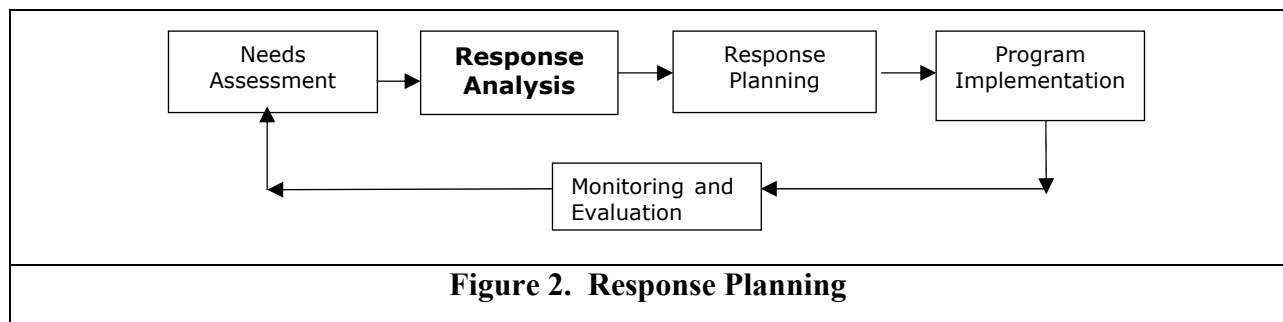 Needs
Assessment
Response
Analysis
Response
Planning
Program
Implementation
Monitoring and
Evaluation
Figure 2. Response Planning